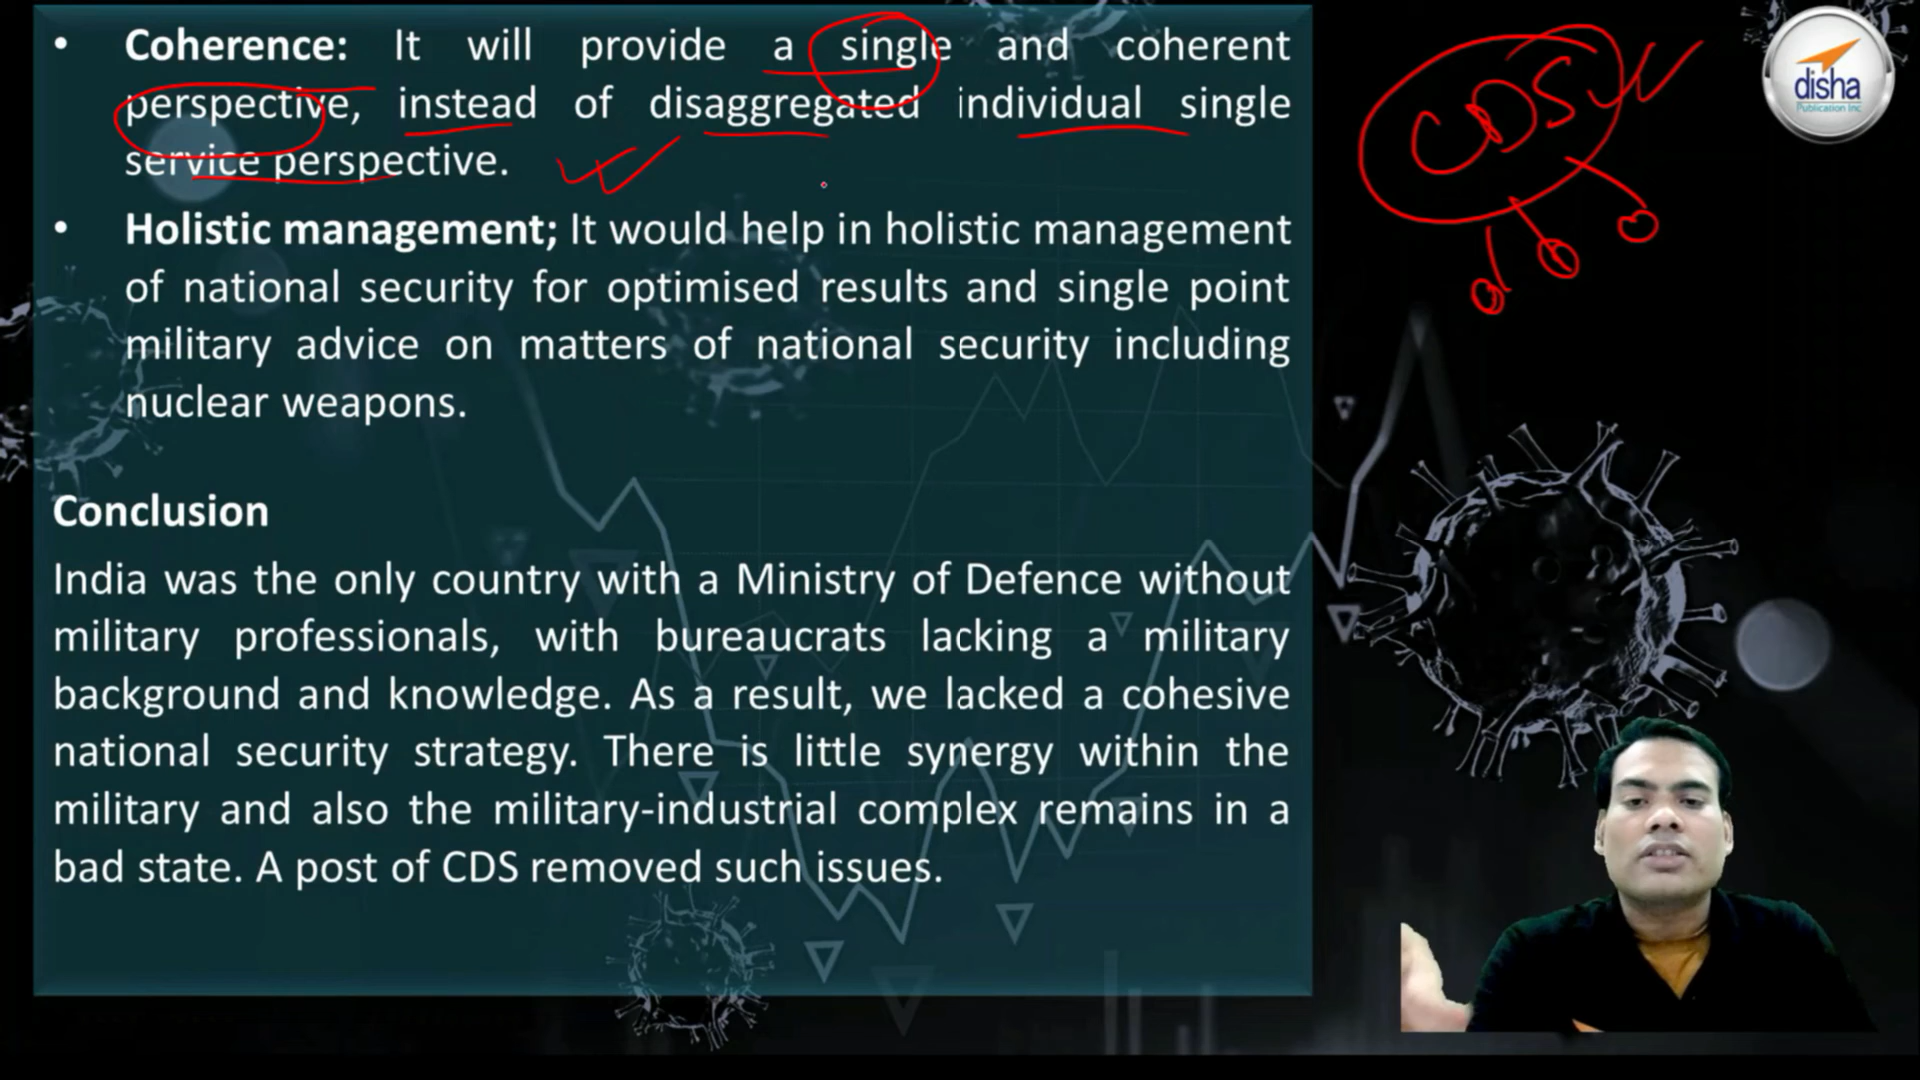 • Coherence: It will provide a single and coherent
perspective, instead of disaggregated individual single
service perspective.
• Holistic management; It would help in holistic management
of national security for optimised results and single point
military advice on matters of national security including
nuclear weapons.
Conclusion
India was the only country with a Ministry of Defence without
military professionals, with bureaucrats lacking a military
background and knowledge. As a result, we lacked a cohesive
national security strategy. There is little synergy within the
military and also the military-industrial complex remains in a
bad state. A post of CDS removed such issues.
CDS
disha
Publication Inc